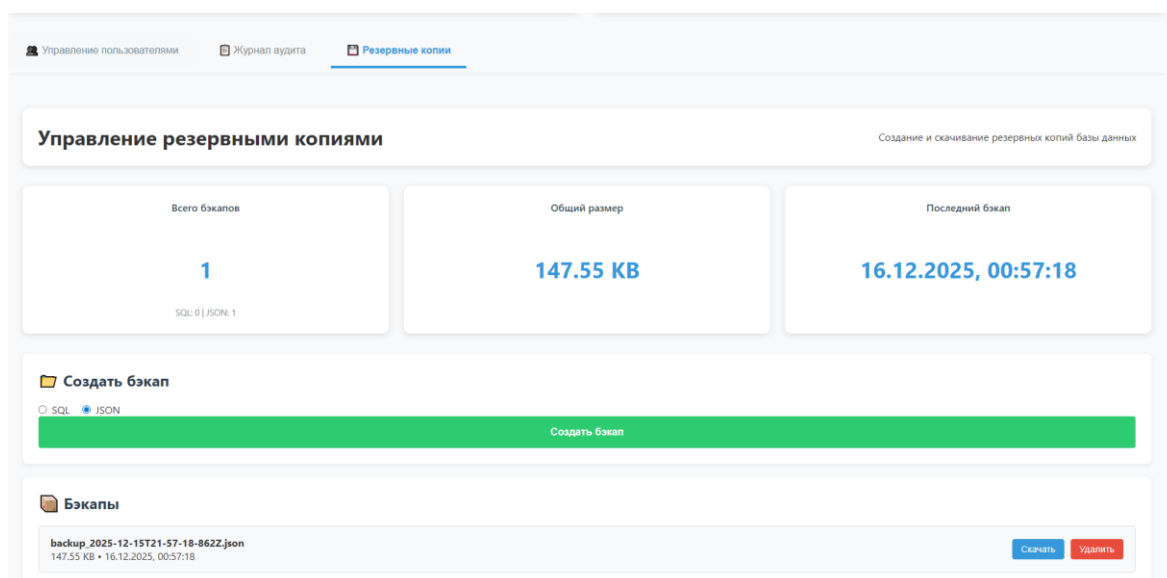 Управление пользователями Журнал аудита Резервные копии
Управление резервными копиями Создание и скачивание резервных копий базы данных
Всего бэкапов
1
SQL: 0 | JSON: 1
Общий размер
147.55 KB
Последний бэкап
16.12.2025, 00:57:18
Создать бэкап
SQL JSON
Создать бэкап
Бэкапы
backup_2025-12-15T21-57-18-862Z.json
147.55 KB • 16.12.2025, 00:57:18
Скачать Удалить